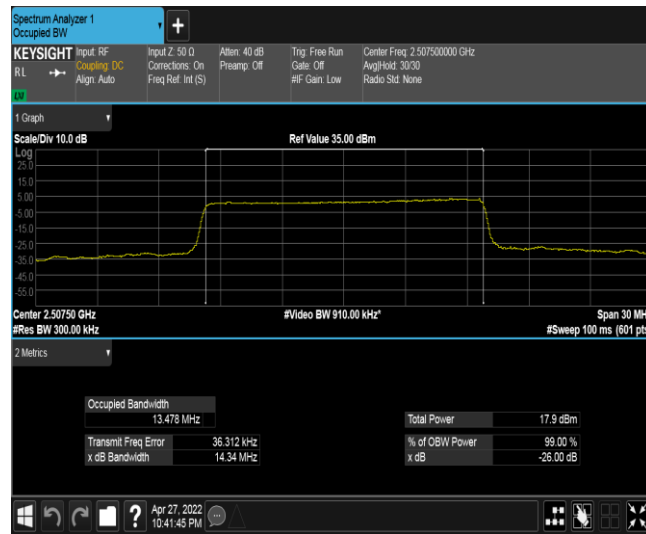 Spectrum Analyzer 1
Occupied BW
+
KEYSIGHT Input: RF Input Z: 50 Ω Atten: 40 dB Trig: Free Run Center Freq: 2.507500000 GHz
RL Coupling: DC Corrections: On Preamp: Off Gate: Off Avg|Hold: 30/30
Align: Auto Freq Ref: Int (S) #IF Gain: Low Radio Std: None
LXI
1 Graph
Scale/Div 10.0 dB Ref Value 35.00 dBm
Log
25.0
15.0
5.00
-5.00
-15.0
-25.0
-35.0
-45.0
-55.0
Center 2.50750 GHz #Video BW 910.00 kHz* Span 30 MH
#Res BW 300.00 kHz #Sweep 100 ms (601 pts
2 Metrics
Occupied Bandwidth
13.478 MHz Total Power 17.9 dBm
Transmit Freq Error 36.312 kHz % of OBW Power 99.00 %
x dB Bandwidth 14.34 MHz x dB -26.00 dB
? Apr 27, 2022
10:41:45 PM